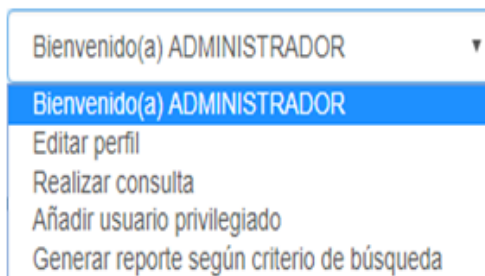 Bienvenido(a) ADMINISTRADOR
Bienvenido(a) ADMINISTRADOR
Editar perfil
Realizar consulta
Añadir usuario privilegiado
Generar reporte según criterio de búsqueda